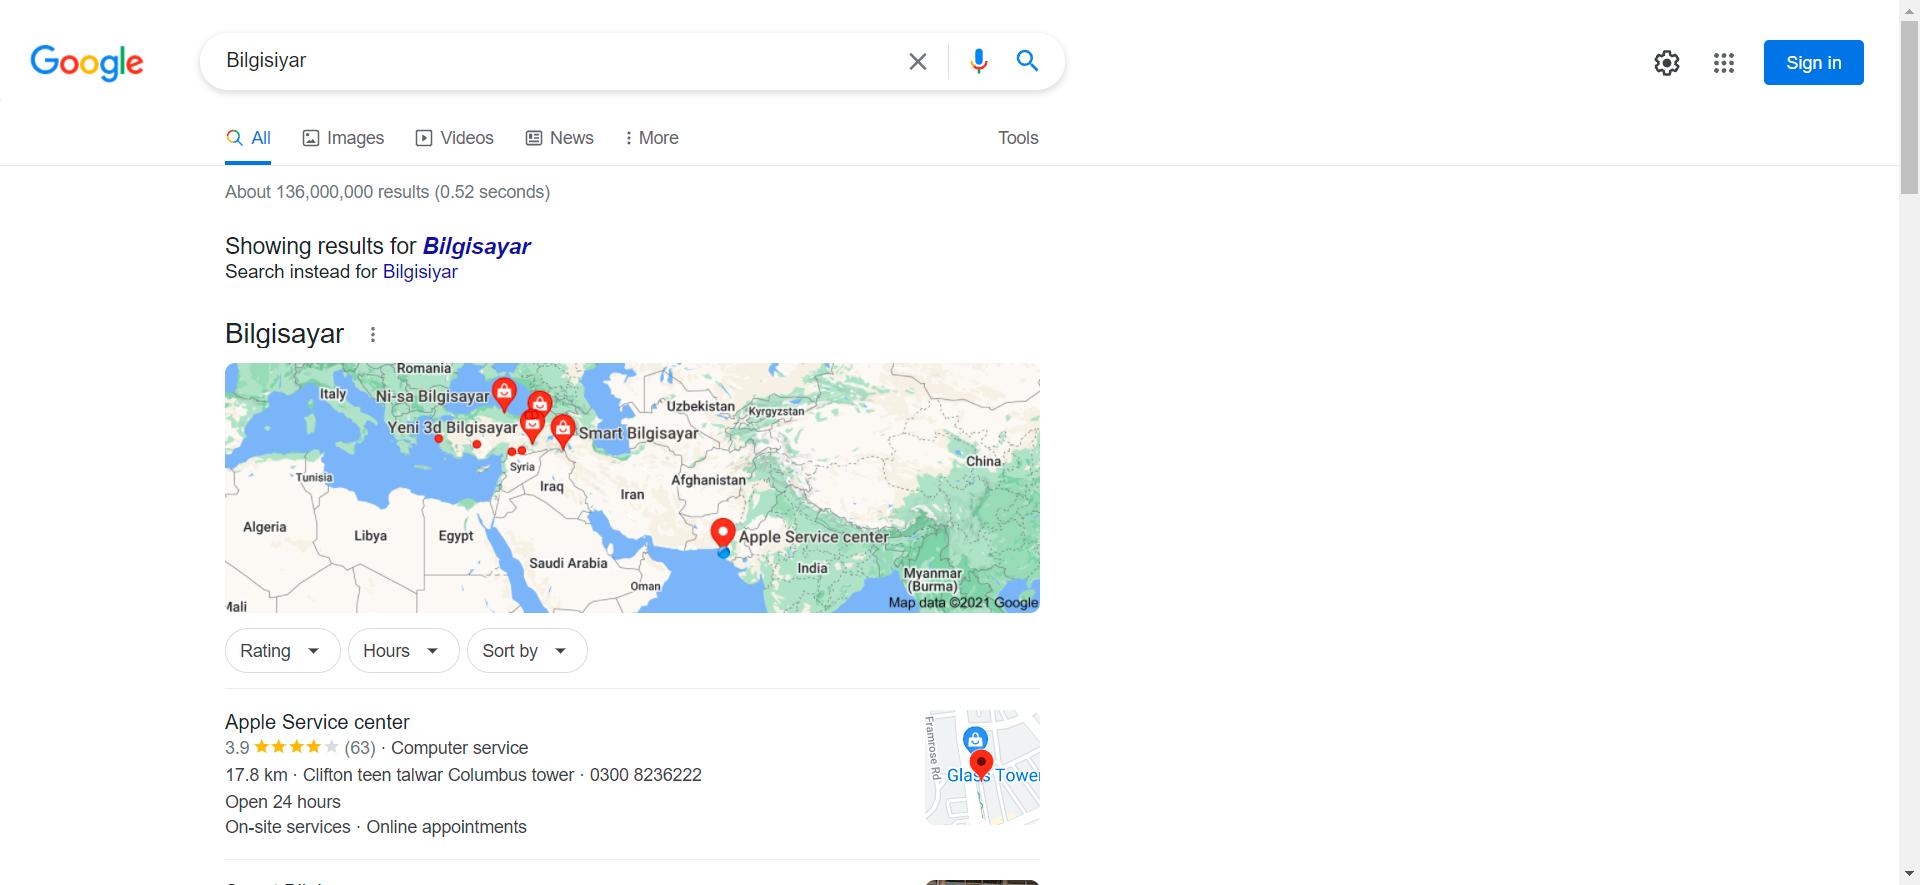 Google
Bilgisiyar
Sign in
All
Images
Videos
News
More
Tools
About 136,000,000 results (0.52 seconds)
Showing results for Bilgisayar
Search instead for Bilgisiyar
Bilgisayar
Romania
Italy
Ni-sa Bilgisayar
Uzbekistan
Kyrgyzstan
Yeni 3d Bilgisayar
Smart Bilgisayar
China
Syria
Tunisia
Iraq
Iran
Afghanistan
Algeria
Libya
Egypt
Apple Service center
Saudi Arabia
India
Oman
Myanmar
(Burma)
Mali
Map data ©2021 Google
Rating
Hours
Sort by
Apple Service center
3.9 (63) · Computer service
17.8 km · Clifton teen talwar Columbus tower · 0300 8236222
Open 24 hours
On-site services · Online appointments
Framrose Rd
Glass Tower